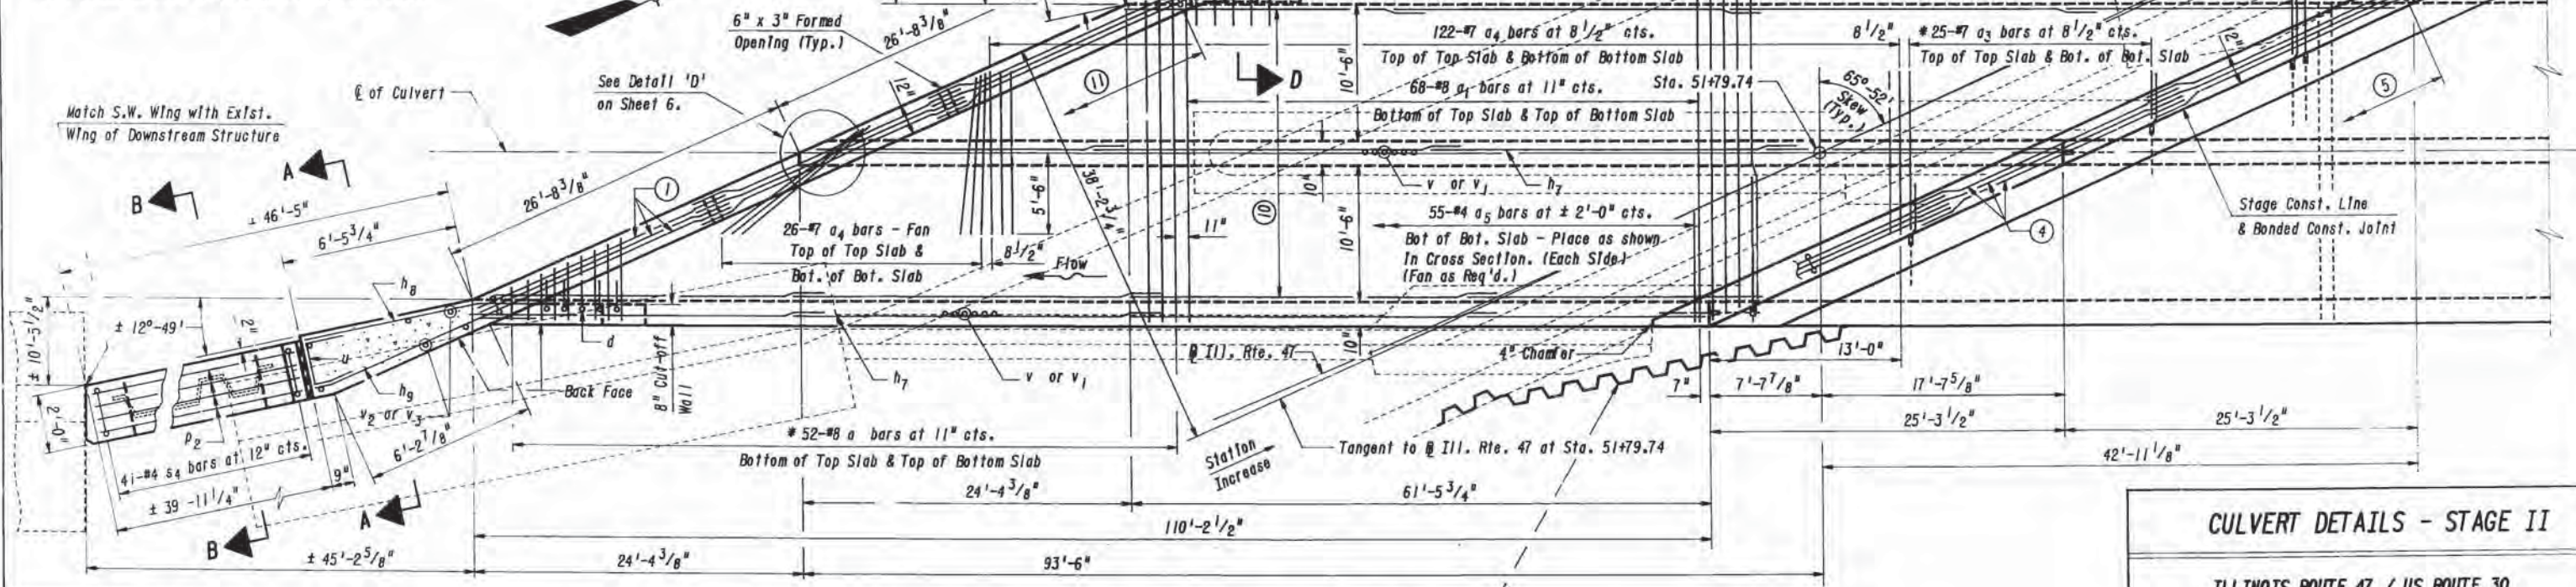 6" x 3" Formed
Opening (Typ.)
26'-8 3/8"
See Detail 'D'
on Sheet 6.
℄ of Culvert
Match S.W. Wing with Exist.
Wing of Downstream Structure
A
B
12"
11
D
10'-6"
122-#7 a4 bars at 8 1/2" cts.
Top of Top Slab & Bottom of Bottom Slab
8 1/2"
* 25-#7 a3 bars at 8 1/2" cts.
Top of Top Slab & Bot. of Bot. Slab
12"
5
68-#8 a1 bars at 11" cts.
Bottom of Top Slab & Top of Bottom Slab
Sta. 51+79.74
65°-52'
Skew
(Typ.)
± 46'-5"
6'-5 3/4"
26'-8 3/8"
1
5'-6"
38'-2 3/4"
10
10"
v or v1
h7
10'-6"
11"
55-#4 a5 bars at ± 2'-0" cts.
Bot of Bot. Slab - Place as shown
in Cross Section. (Each Side)
(Fan as Req'd.)
26-#7 a4 bars - Fan
Top of Top Slab &
Bot. of Bot. Slab
8 1/2"
Flow
4
Stage Const. Line
& Bonded Const. Joint
± 10'-5 1/2"
± 12°-49'
2"
h8
u
h9
d
8" Cut-off
Wall
h7
v or v1
10"
℄ Ill. Rte. 47
4" Chamfer
13'-0"
7"
7'-7 7/8"
17'-7 5/8"
25'-3 1/2"
25'-3 1/2"
42'-11 1/8"
2'-0"
p2
v2 or v3
Back Face
6'-2 7/8"
41-#4 s4 bars at 12" cts.
9"
± 39 -11 1/4"
* 52-#8 a bars at 11" cts.
Bottom of Top Slab & Top of Bottom Slab
Station
Increase
Tangent to ℄ Ill. Rte. 47 at Sta. 51+79.74
A
B
24'-4 3/8"
61'-5 3/4"
110'-2 1/2"
± 45'-2 5/8"
24'-4 3/8"
93'-6"
CULVERT DETAILS - STAGE II
ILLINOIS ROUTE 47 / US ROUTE 30